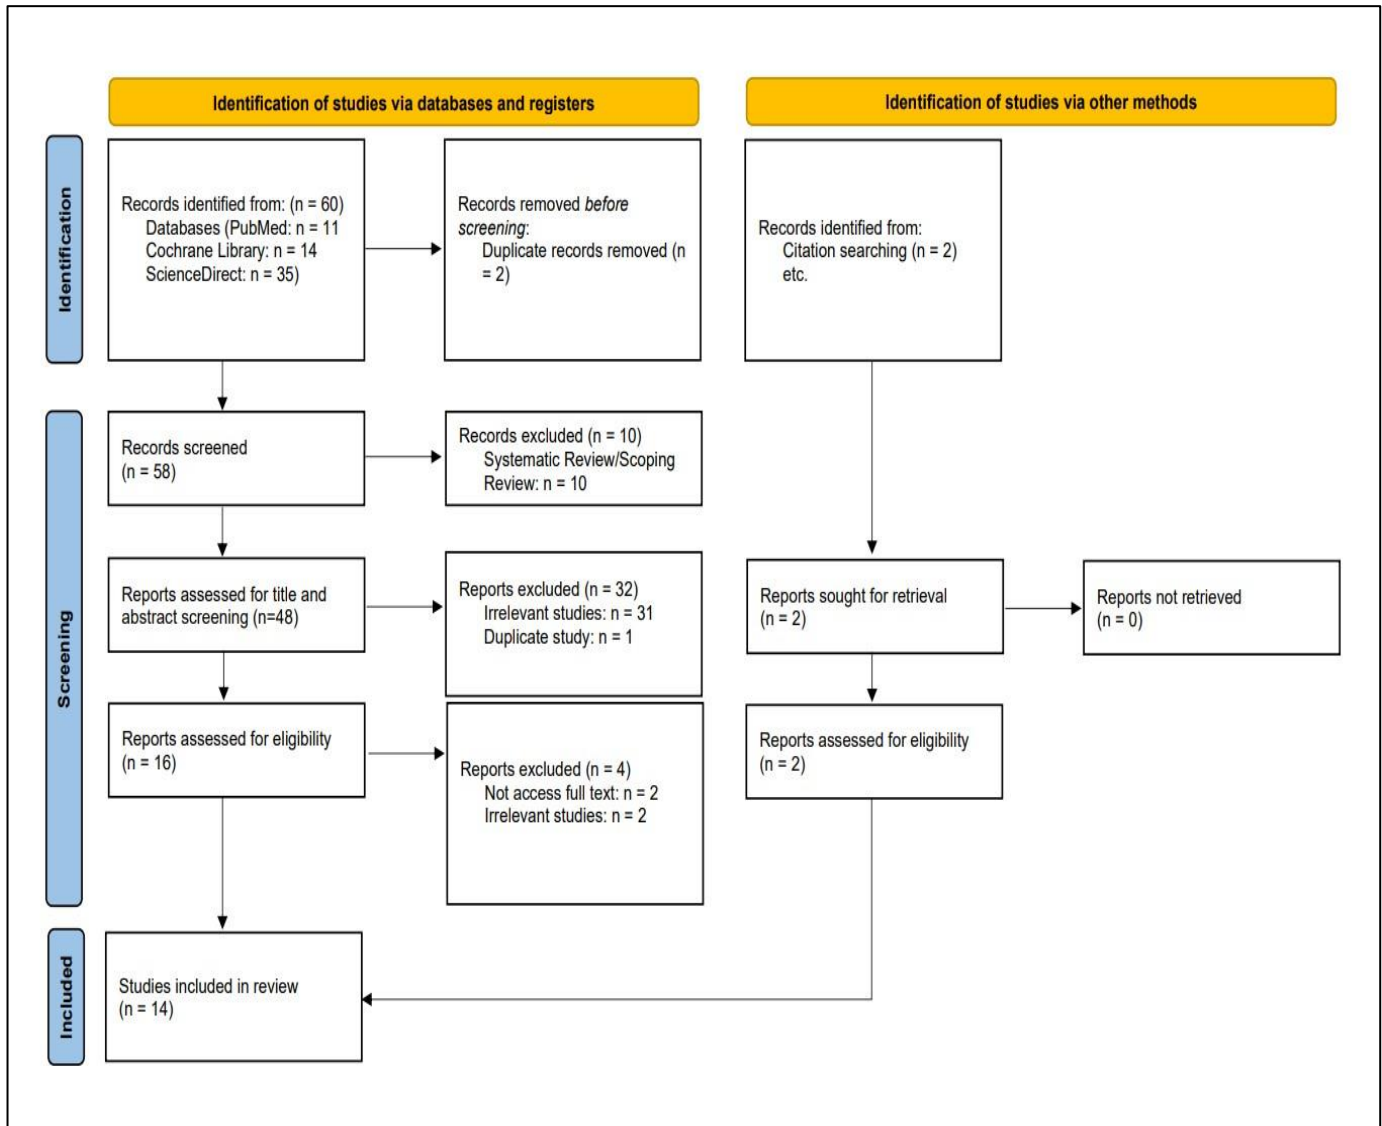 Identification of studies via databases and registers
Identification of studies via other methods
Identification
Records identified from: (n = 60)
Databases (PubMed: n = 11
Cochrane Library: n = 14
ScienceDirect: n = 35)
Records removed before
screening:
Duplicate records removed (n
= 2)
Records identified from:
Citation searching (n = 2)
etc.
Screening
Records screened
(n = 58)
Records excluded (n = 10)
Systematic Review/Scoping
Review: n = 10
Reports assessed for title and
abstract screening (n=48)
Reports excluded (n = 32)
Irrelevant studies: n = 31
Duplicate study: n = 1
Reports sought for retrieval
(n = 2)
Reports not retrieved
(n = 0)
Reports assessed for eligibility
(n = 16)
Reports excluded (n = 4)
Not access full text: n = 2
Irrelevant studies: n = 2
Reports assessed for eligibility
(n = 2)
Included
Studies included in review
(n = 14)